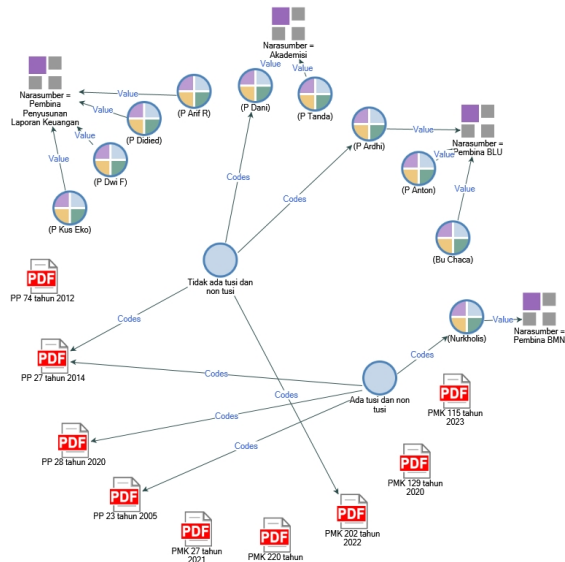 Narasumber =
Akademisi
Value
Value
Narasumber =
Pembina
Penyusunan
Laporan Keuangan
Value
(P Arif R)
(P Dani)
(P Tanda)
Value
(P Didied)
Value
(P Dwi F)
Value
(P Kus Eko)
(P Ardhi)
Value
Narasumber =
Pembina BLU
Value
(P Anton)
Value
(Bu Chaca)
Codes
Codes
Tidak ada tusi dan
non tusi
PDF
PP 74 tahun 2012
Codes
PDF
PP 27 tahun 2014
(Nurkholis)
Value
Narasumber =
Pembina BMN
Codes
Codes
Ada tusi dan non
tusi
Codes
Codes
Codes
PDF
PMK 115 tahun
2023
PDF
PP 28 tahun 2020
PDF
PMK 129 tahun
2020
PDF
PP 23 tahun 2005
PDF
PMK 202 tahun
2022
PDF
PMK 27 tahun
2021
PDF
PMK 220 tahun